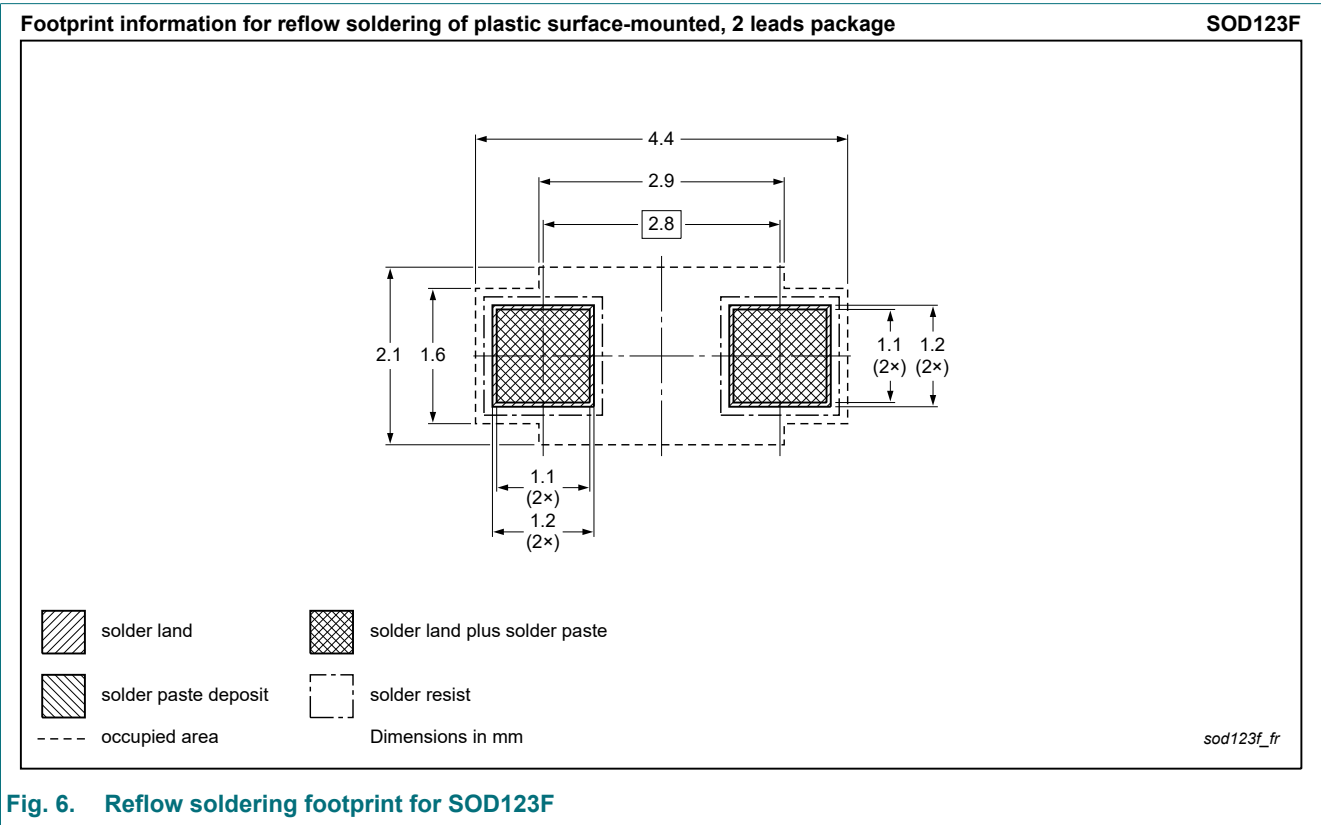 Footprint information for reflow soldering of plastic surface-mounted, 2 leads package SOD123F
4.4
2.9
2.8
2.1 1.6
1.1 1.2
(2×) (2×)
1.1
(2×)
1.2
(2×)
solder land
solder land plus solder paste
solder paste deposit
solder resist
occupied area
Dimensions in mm
sod123f_fr
Fig. 6. Reflow soldering footprint for SOD123F